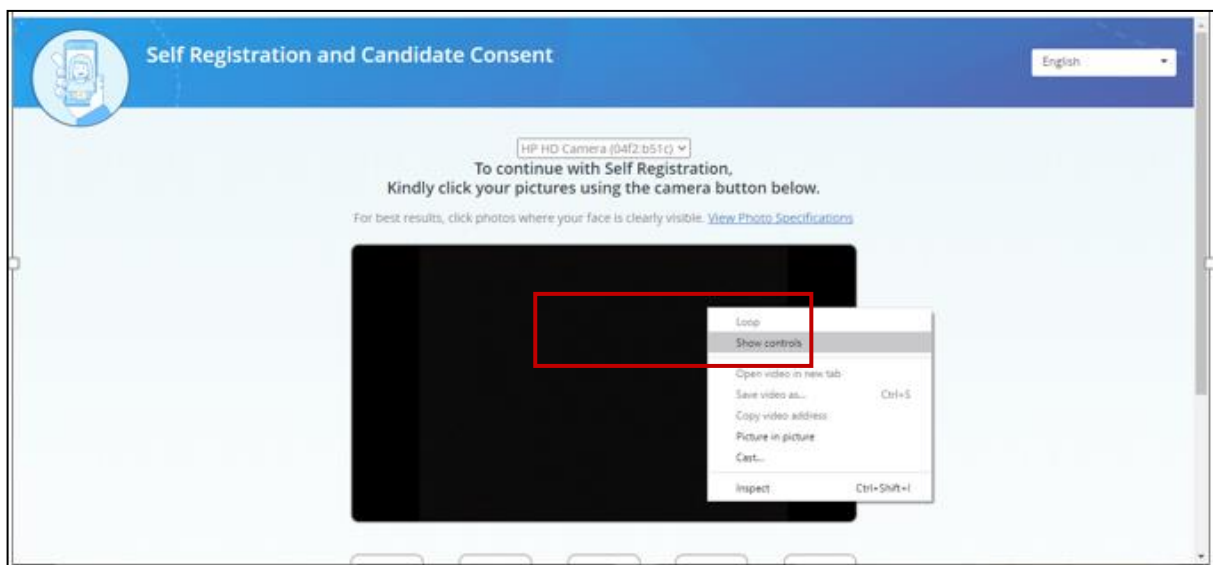 Self Registration and Candidate Consent
English
HP HD Camera (04f2:b51c)
To continue with Self Registration,
Kindly click your pictures using the camera button below.
For best results, click photos where your face is clearly visible. View Photo Specifications
Loop
Show controls
Open video in new tab
Save video as... Ctrl+S
Copy video address
Picture in picture
Cast...
Inspect Ctrl+Shift+I